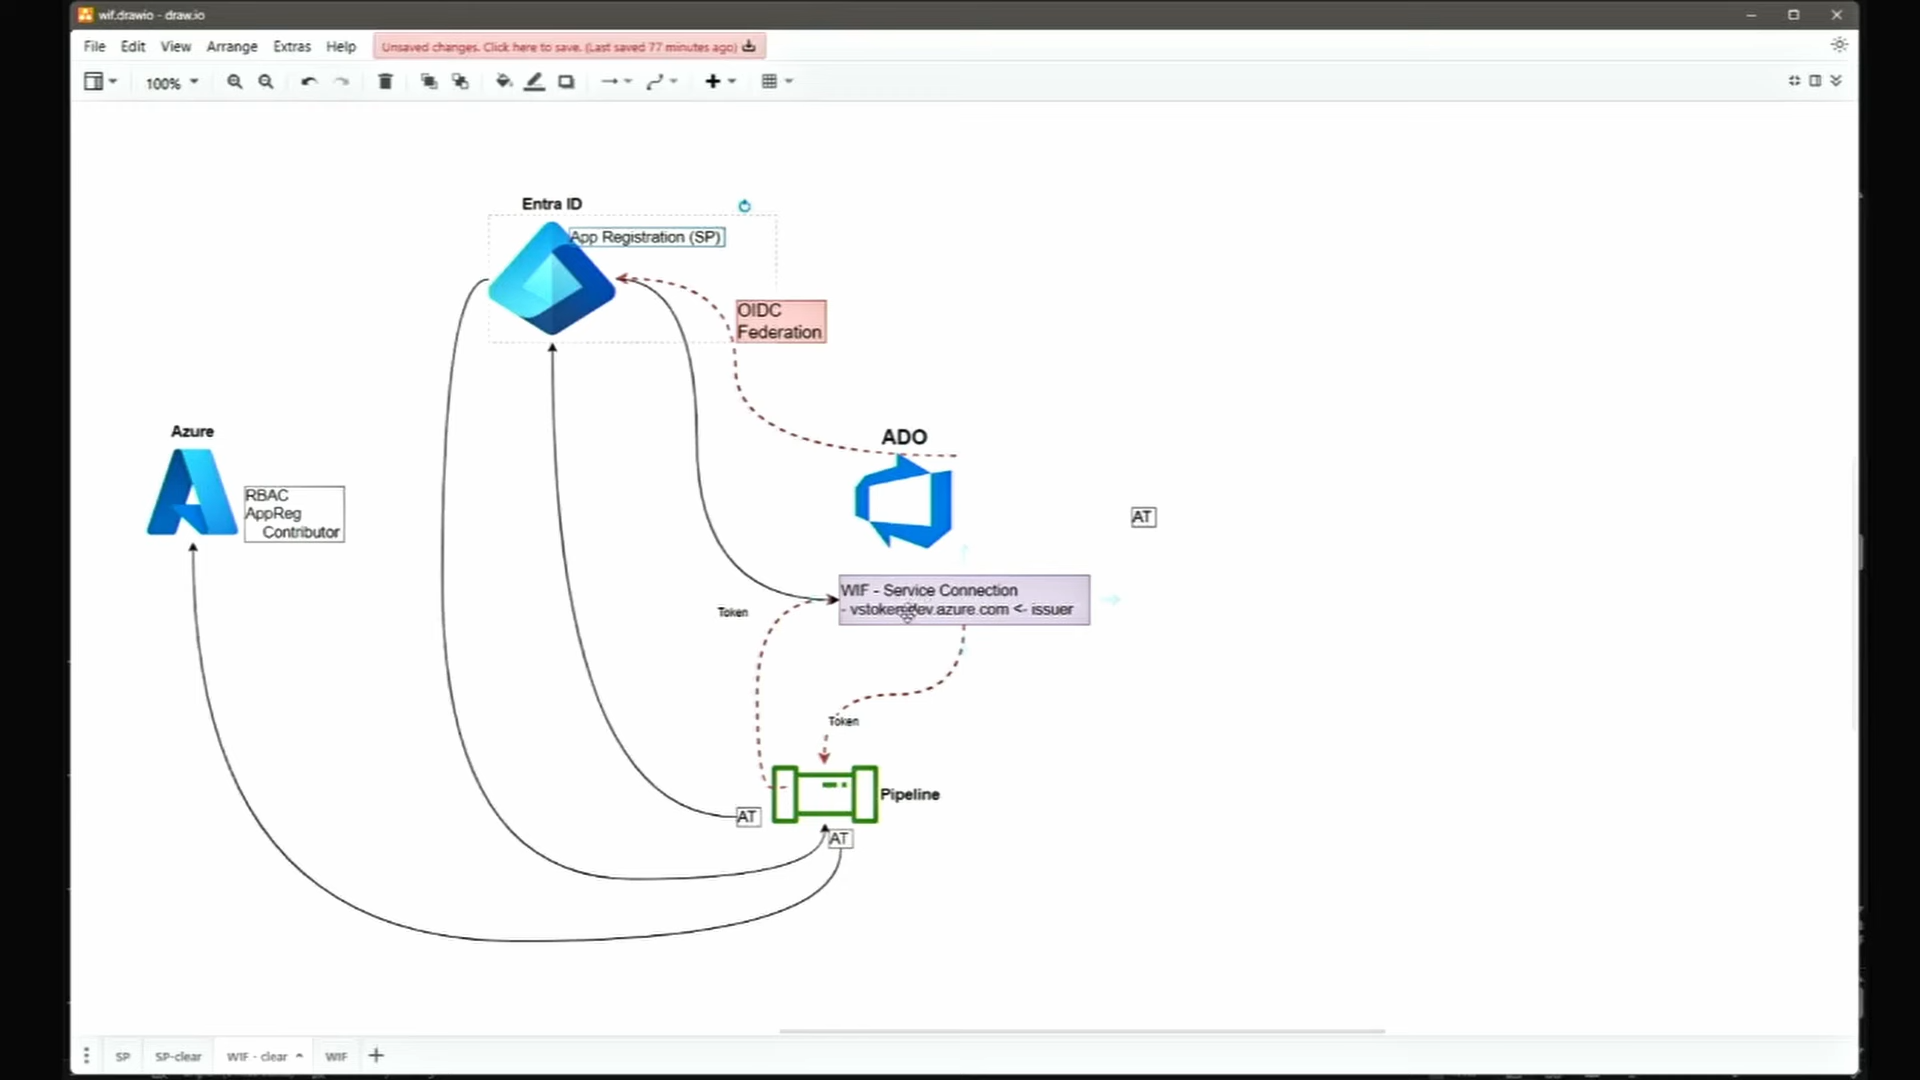 wif.drawio - draw.io
File Edit View Arrange Extras Help Unsaved changes. Click here to save. (Last saved 77 minutes ago)
100%
Entra ID
App Registration (SP)
OIDC
Federation
Azure
RBAC
AppReg
Contributor
ADO
AT
WIF - Service Connection
- vstoken.dev.azure.com <- issuer
Token
Token
Pipeline
AT
AT
SP SP-clear WIF - clear WIF